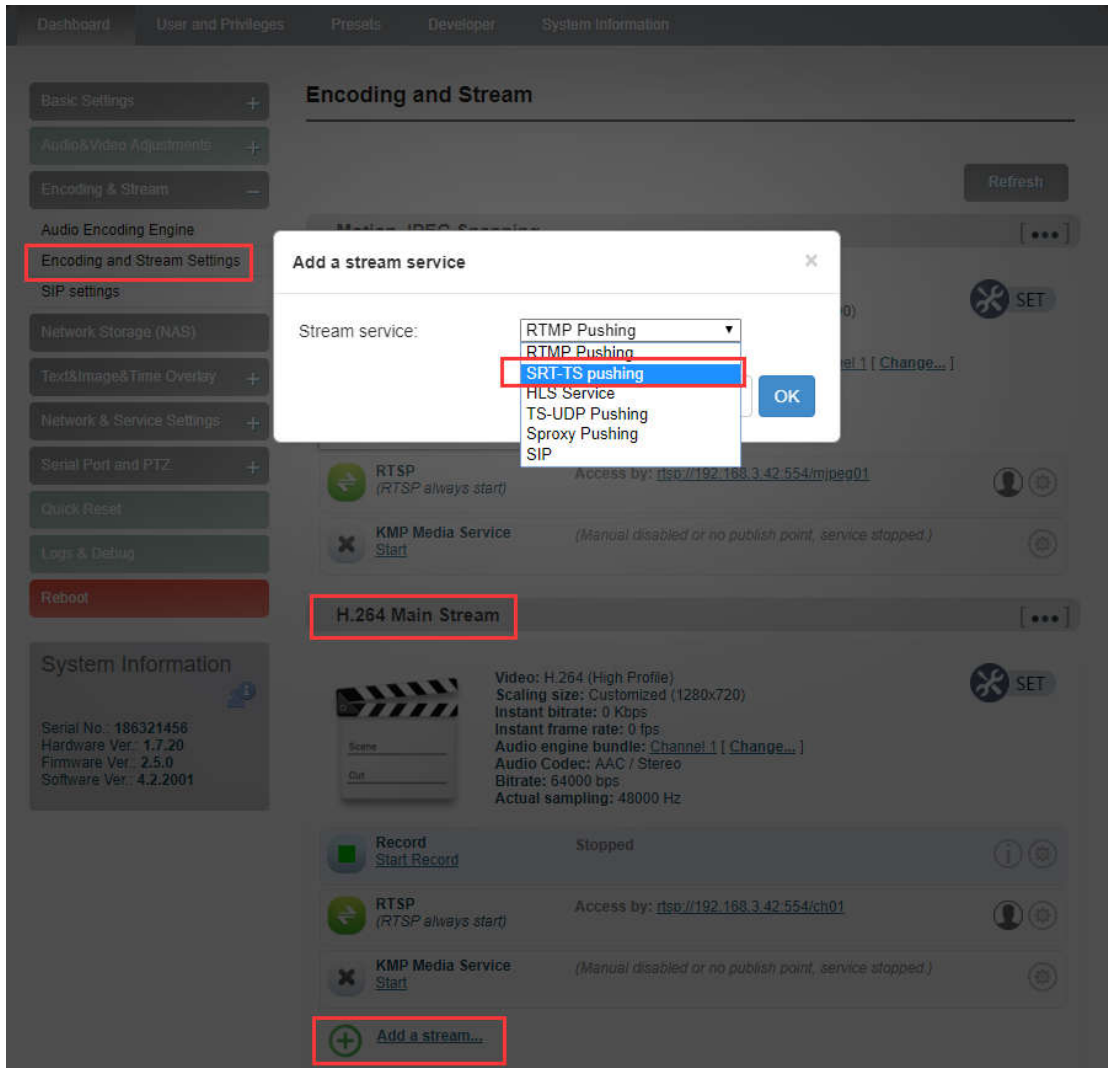 Dashboard User and Privileges Presets Developer System Information
Basic Settings
Audio&Video Adjustments
Encoding & Stream
Audio Encoding Engine
Encoding and Stream Settings
SIP settings
Network Storage (NAS)
Text&Image&Time Overlay
Network & Service Settings
Serial Port and PTZ
Quick Reset
Logs & Debug
Reboot
System Information
Serial No.: 186321456
Hardware Ver.: 1.7.20
Firmware Ver.: 2.5.0
Software Ver.: 4.2.2001
Encoding and Stream
Refresh
Motion JPEG Snapping
[•••]
SET
0)
nel 1 [ Change... ]
Add a stream service ×
Stream service: RTMP Pushing
RTMP Pushing
SRT-TS pushing
HLS Service
TS-UDP Pushing
Sproxy Pushing
SIP
OK
RTSP Access by: rtsp://192.168.3.42:554/mjpeg01
(RTSP always start)
KMP Media Service (Manual disabled or no publish point, service stopped.)
Start
H.264 Main Stream [•••]
Scene
Cut
Video: H.264 (High Profile)
Scaling size: Customized (1280x720)
Instant bitrate: 0 Kbps
Instant frame rate: 0 fps
Audio engine bundle: Channel 1 [ Change... ]
Audio Codec: AAC / Stereo
Bitrate: 64000 bps
Actual sampling: 48000 Hz
SET
Record Stopped
Start Record
RTSP Access by: rtsp://192.168.3.42:554/ch01
(RTSP always start)
KMP Media Service (Manual disabled or no publish point, service stopped.)
Start
Add a stream...